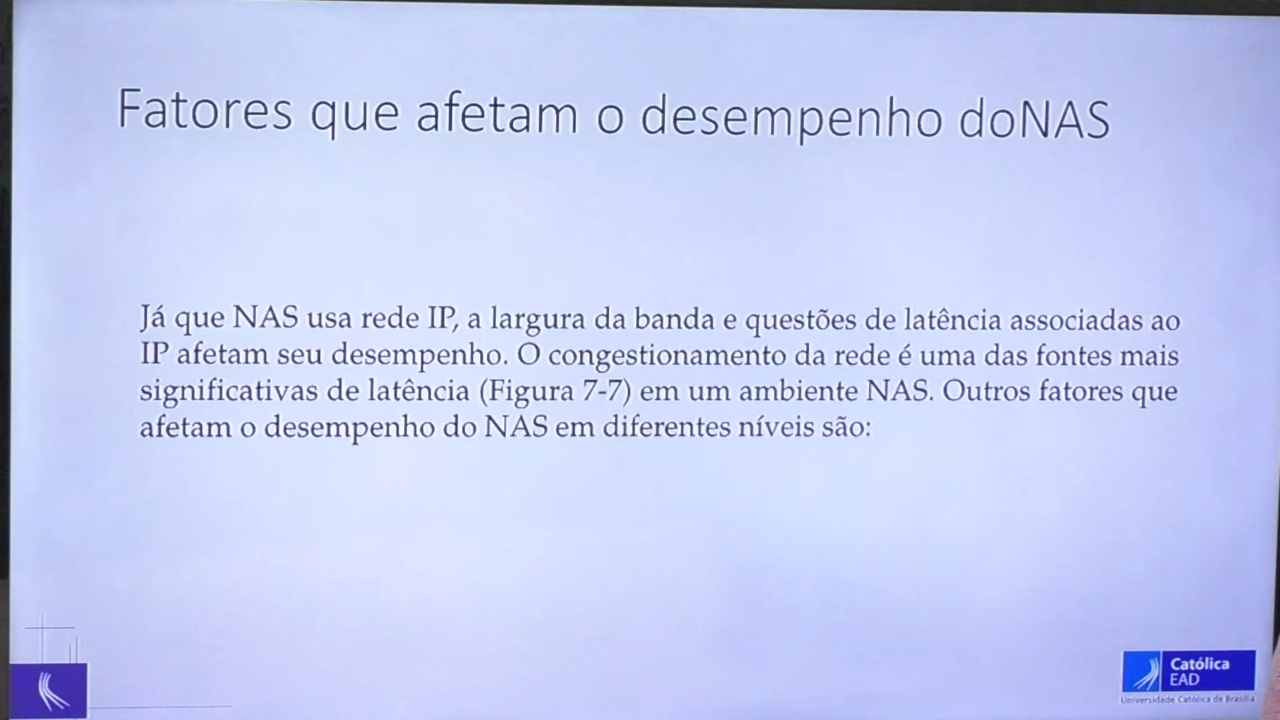 Fatores que afetam o desempenho doNAS
Já que NAS usa rede IP, a largura da banda e questões de latência associadas ao
IP afetam seu desempenho. O congestionamento da rede é uma das fontes mais
significativas de latência (Figura 7-7) em um ambiente NAS. Outros fatores que
afetam o desempenho do NAS em diferentes níveis são:
Católica
EAD
Universidade Católica de Brasília